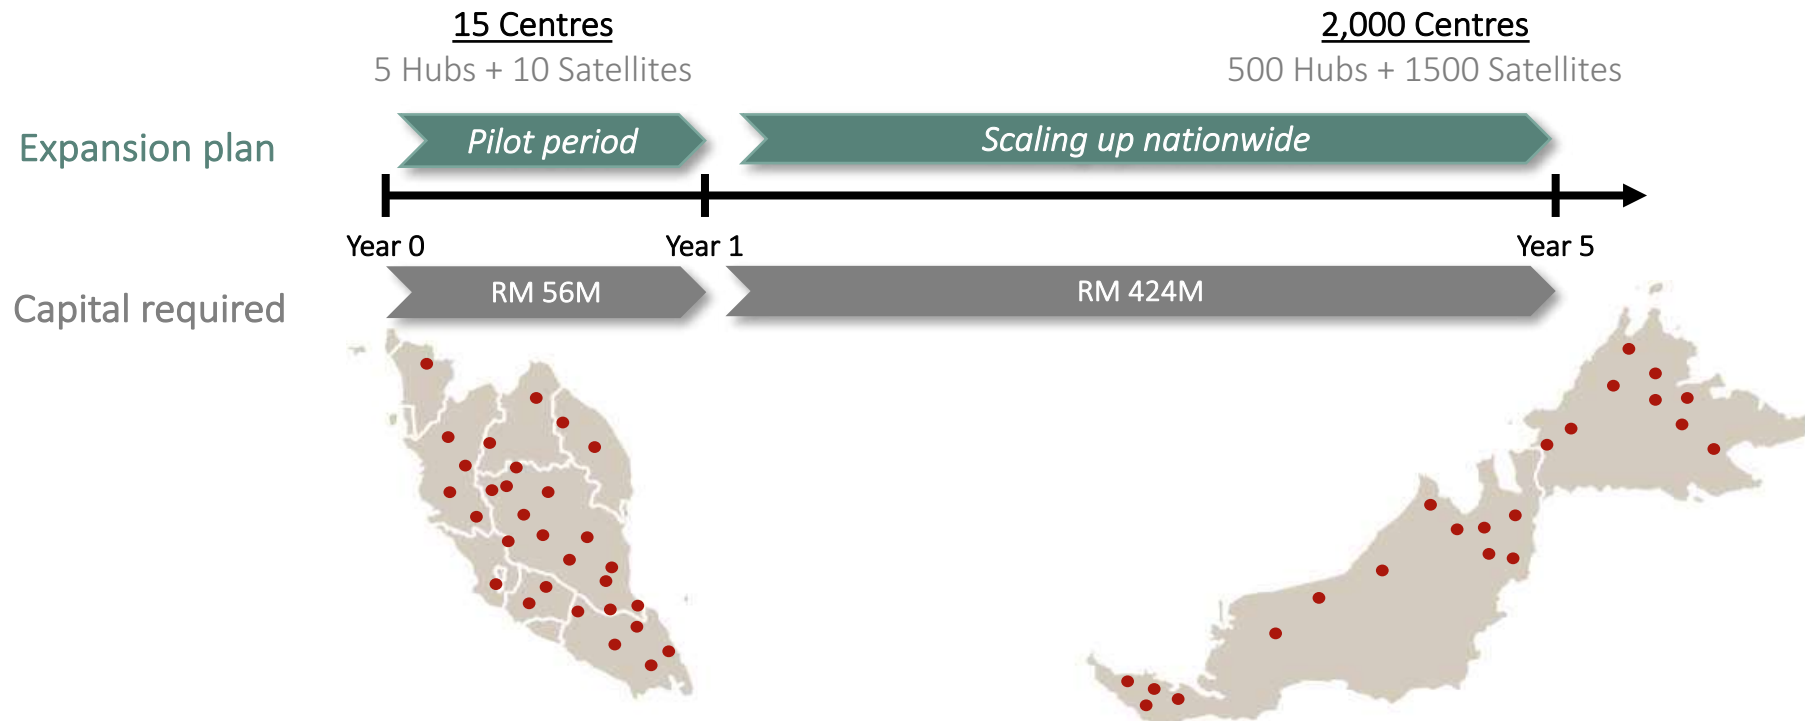 15 Centres
5 Hubs + 10 Satellites
2,000 Centres
500 Hubs + 1500 Satellites
Expansion plan
Pilot period
Scaling up nationwide
Year 0
Year 1
Year 5
Capital required
RM 56M
RM 424M